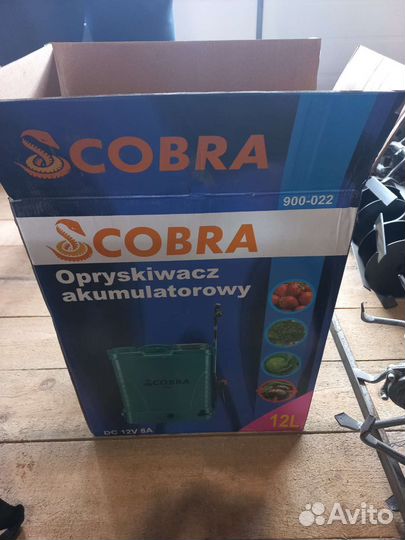 COBRA
900-022
COBRA
Opryskiwacz
akumulatorowy
COBRA
DC 12V 8A
12L
Avito